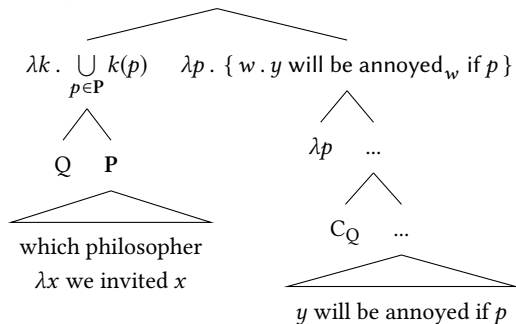 λk . ⋃ k(p) λp . { w . y will be annoyed_w if p }
p∈P
λp ...
Q P
C_Q ...
which philosopher
λx we invited x
y will be annoyed if p